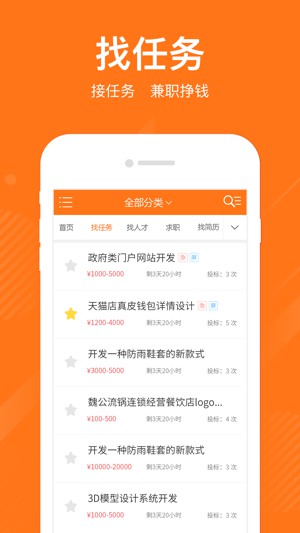 找任务
接任务 兼职挣钱
全部分类
首页 找任务 找人才 求职 找简历
政府类门户网站开发
¥1000-5000 剩3天20小时 投标：3 次
天猫店真皮钱包详情设计
¥1200-4000 剩3天20小时 投标：5 次
开发一种防雨鞋套的新款式
¥3000-5000 剩3天20小时 投标：3 次
魏公流锅连锁经营餐饮店logo...
¥100-500 剩3天20小时 投标：4 次
开发一种防雨鞋套的新款式
¥10000-20000 剩3天20小时 投标：3 次
3D模型设计系统开发
¥1000-5000 剩3天20小时 投标：3 次